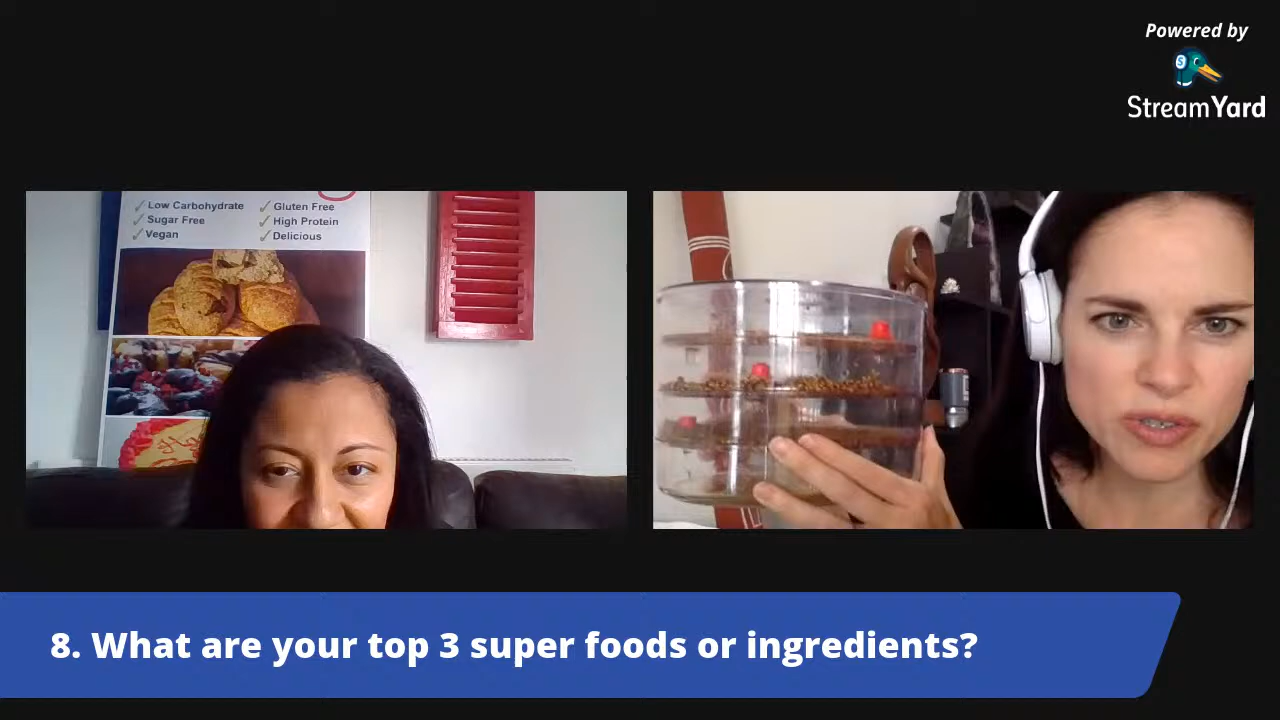 Powered by
S
StreamYard
Low Carbohydrate
Sugar Free
Vegan
Gluten Free
High Protein
Delicious
8. What are your top 3 super foods or ingredients?